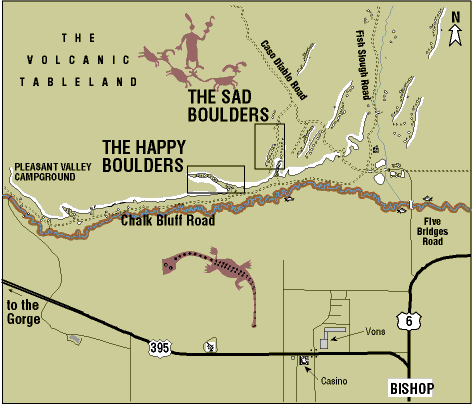 THE
VOLCANIC
TABLELAND
N
Caso Diablo Road
Fish Slough Road
THE SAD
BOULDERS
THE HAPPY
BOULDERS
PLEASANT VALLEY
CAMPGROUND
Chalk Bluff Road
Five
Bridges
Road
to the
Gorge
395
6
Vons
Casino
BISHOP